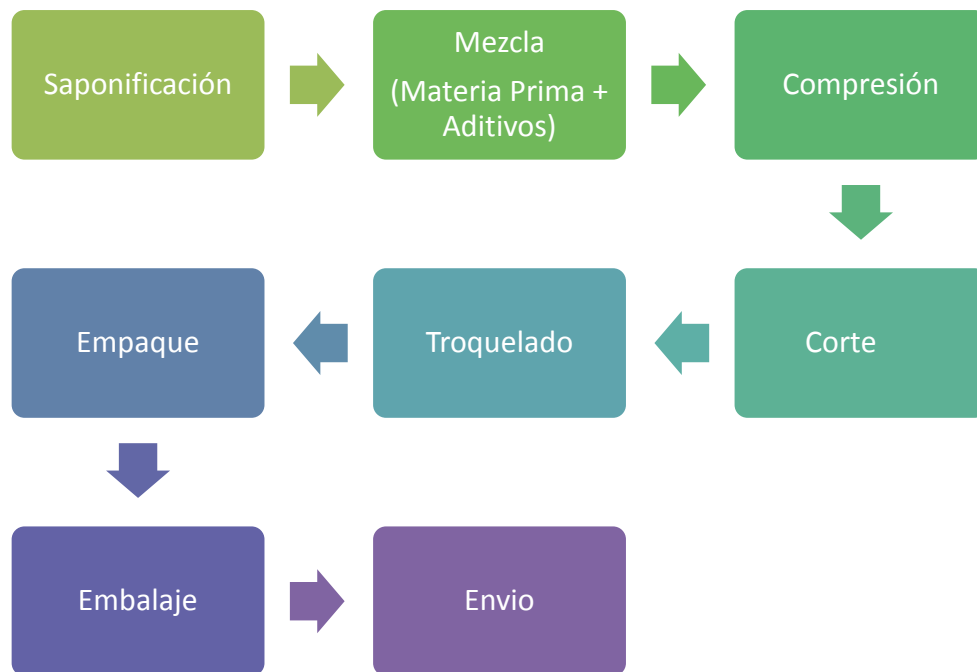 Saponificación
Mezcla
(Materia Prima +
Aditivos)
Compresión
Corte
Troquelado
Empaque
Embalaje
Envio